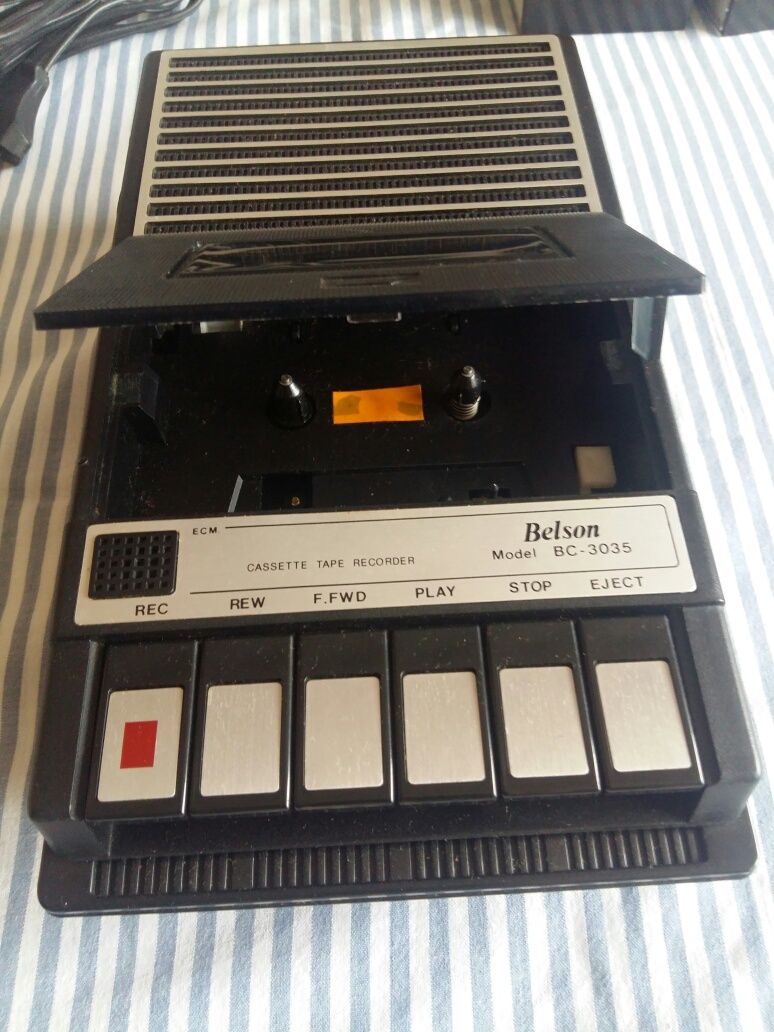 ECM
Belson
CASSETTE TAPE RECORDER
Model BC-3035
REC REW F.FWD PLAY STOP EJECT